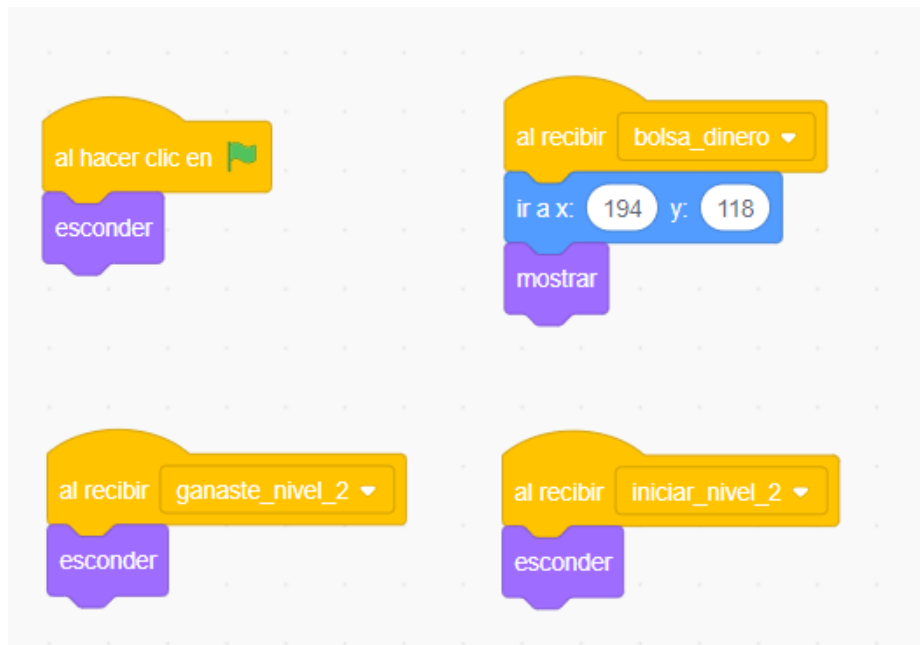 al hacer clic en
esconder
al recibir bolsa_dinero
ir a x: 194 y: 118
mostrar
al recibir ganaste_nivel_2
esconder
al recibir iniciar_nivel_2
esconder